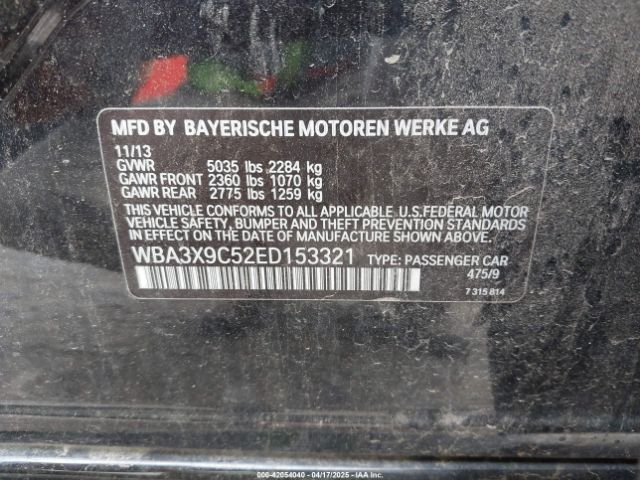 MFD BY BAYERISCHE MOTOREN WERKE AG
11/13
GVWR 5035 lbs 2284 kg
GAWR FRONT 2360 lbs 1070 kg
GAWR REAR 2775 lbs 1259 kg
THIS VEHICLE CONFORMS TO ALL APPLICABLE U.S. FEDERAL MOTOR
VEHICLE SAFETY, BUMPER, AND THEFT PREVENTION STANDARDS
IN EFFECT ON THE DATE OF MANUFACTURE SHOWN ABOVE.
WBA3X9C52ED153321 TYPE: PASSENGER CAR
475/9
7 315 814
000-42054040 - 04/17/2025 - IAA Inc.